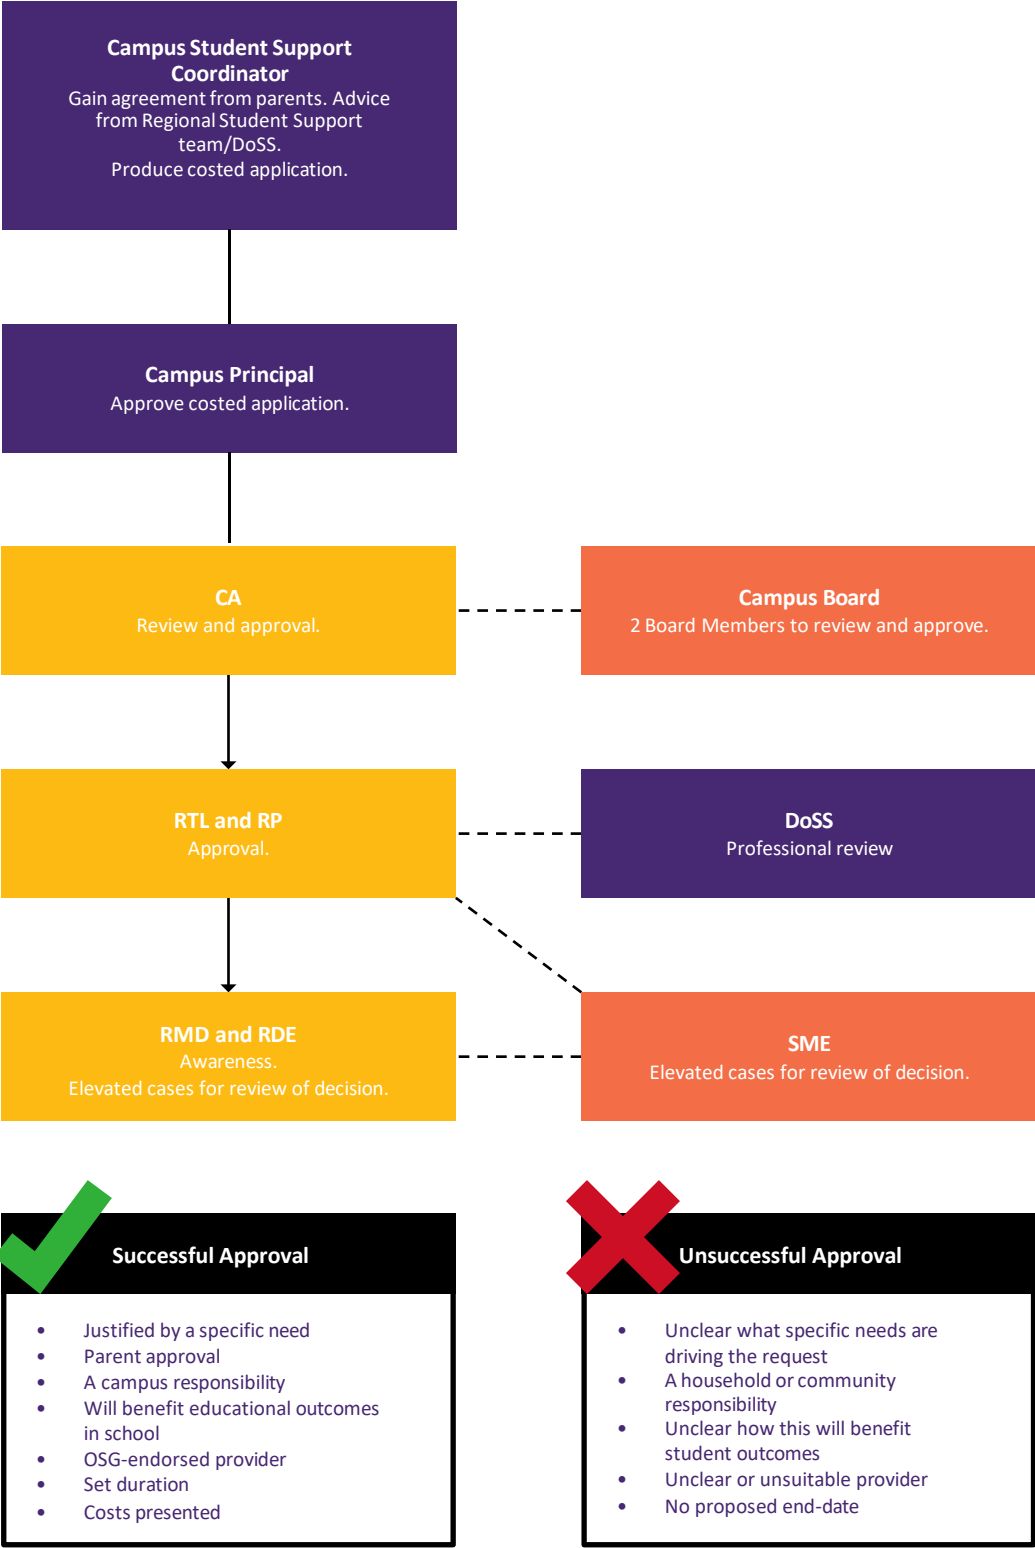 Campus Student Support
Coordinator
Gain agreement from parents. Advice
from Regional Student Support
team/DoSS.
Produce costed application.
Campus Principal
Approve costed application.
CA
Review and approval.
Campus Board
2 Board Members to review and approve.
RTL and RP
Approval.
DoSS
Professional review
RMD and RDE
Awareness.
Elevated cases for review of decision.
SME
Elevated cases for review of decision.
Successful Approval
• Justified by a specific need
• Parent approval
• A campus responsibility
• Will benefit educational outcomes
in school
• OSG-endorsed provider
• Set duration
• Costs presented
Unsuccessful Approval
• Unclear what specific needs are
driving the request
• A household or community
responsibility
• Unclear how this will benefit
student outcomes
• Unclear or unsuitable provider
• No proposed end-date